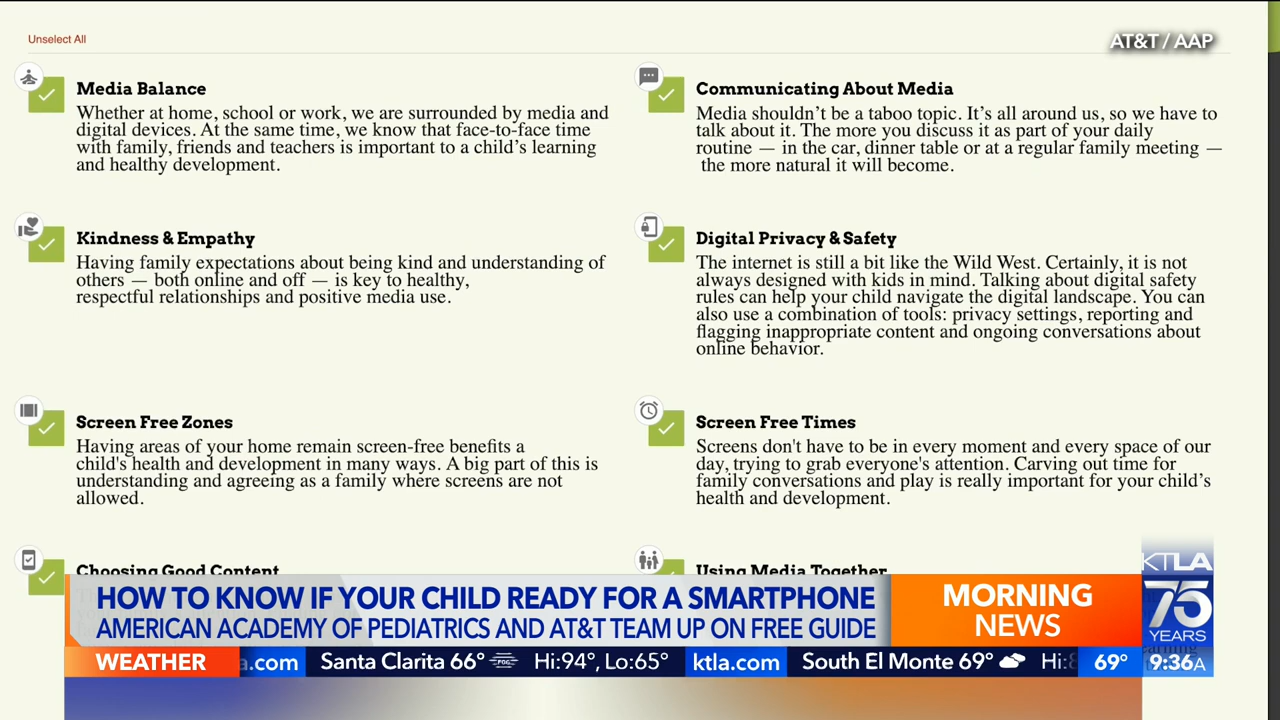 Unselect All
AT&T / AAP
Media Balance
Whether at home, school or work, we are surrounded by media and
digital devices. At the same time, we know that face-to-face time
with family, friends and teachers is important to a child's learning
and healthy development.
Communicating About Media
Media shouldn't be a taboo topic. It's all around us, so we have to
talk about it. The more you discuss it as part of your daily
routine — in the car, dinner table or at a regular family meeting —
the more natural it will become.
Kindness & Empathy
Having family expectations about being kind and understanding of
others — both online and off — is key to healthy,
respectful relationships and positive media use.
Digital Privacy & Safety
The internet is still a bit like the Wild West. Certainly, it is not
always designed with kids in mind. Talking about digital safety
rules can help your child navigate the digital landscape. You can
also use a combination of tools: privacy settings, reporting and
flagging inappropriate content and ongoing conversations about
online behavior.
Screen Free Zones
Having areas of your home remain screen-free benefits a
child's health and development in many ways. A big part of this is
understanding and agreeing as a family where screens are not
allowed.
Screen Free Times
Screens don't have to be in every moment and every space of our
day, trying to grab everyone's attention. Carving out time for
family conversations and play is really important for your child's
health and development.
Choosing Good Content
Using Media Together
HOW TO KNOW IF YOUR CHILD READY FOR A SMARTPHONE
AMERICAN ACADEMY OF PEDIATRICS AND AT&T TEAM UP ON FREE GUIDE
MORNING
NEWS
KTLA
75
YEARS
WEATHER
a.com Santa Clarita 66° FOG Hi:94°, Lo:65° ktla.com South El Monte 69° Hi: 69° 9:36A